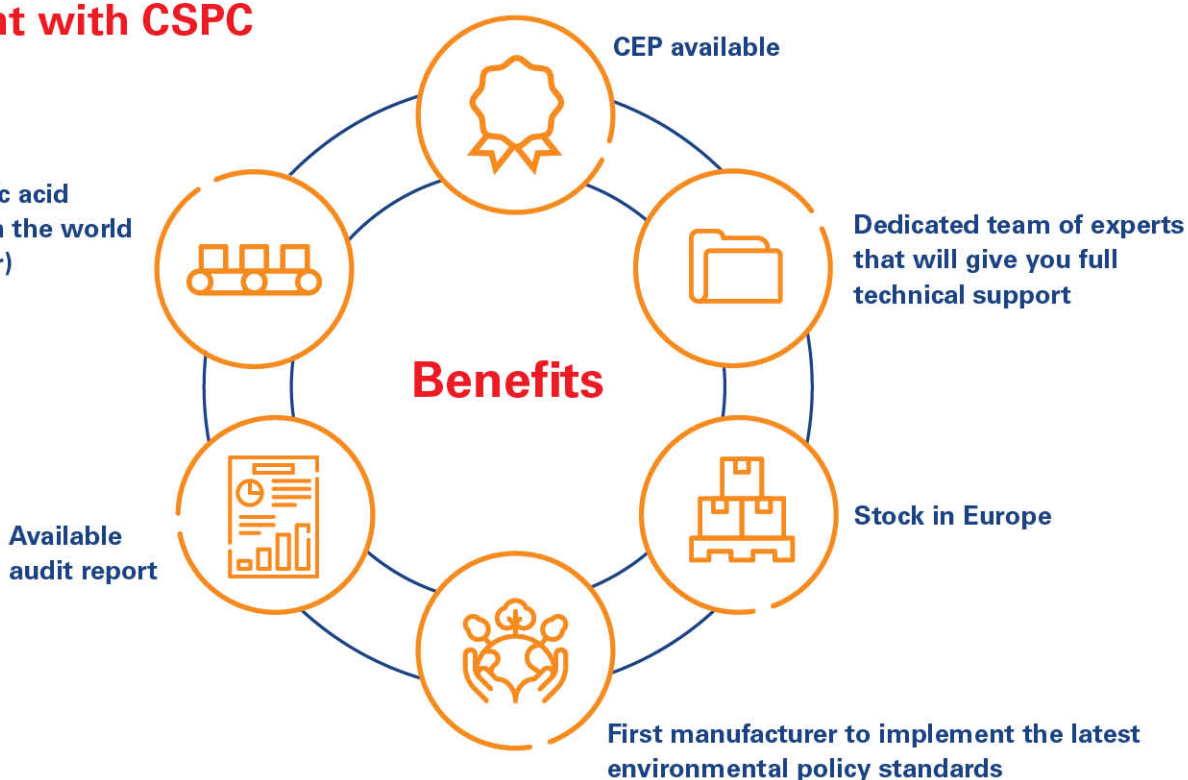 nt with CSPC
CEP available
c acid
the world
r)
Dedicated team of experts
that will give you full
technical support
Benefits
Available
audit report
Stock in Europe
First manufacturer to implement the latest
environmental policy standards